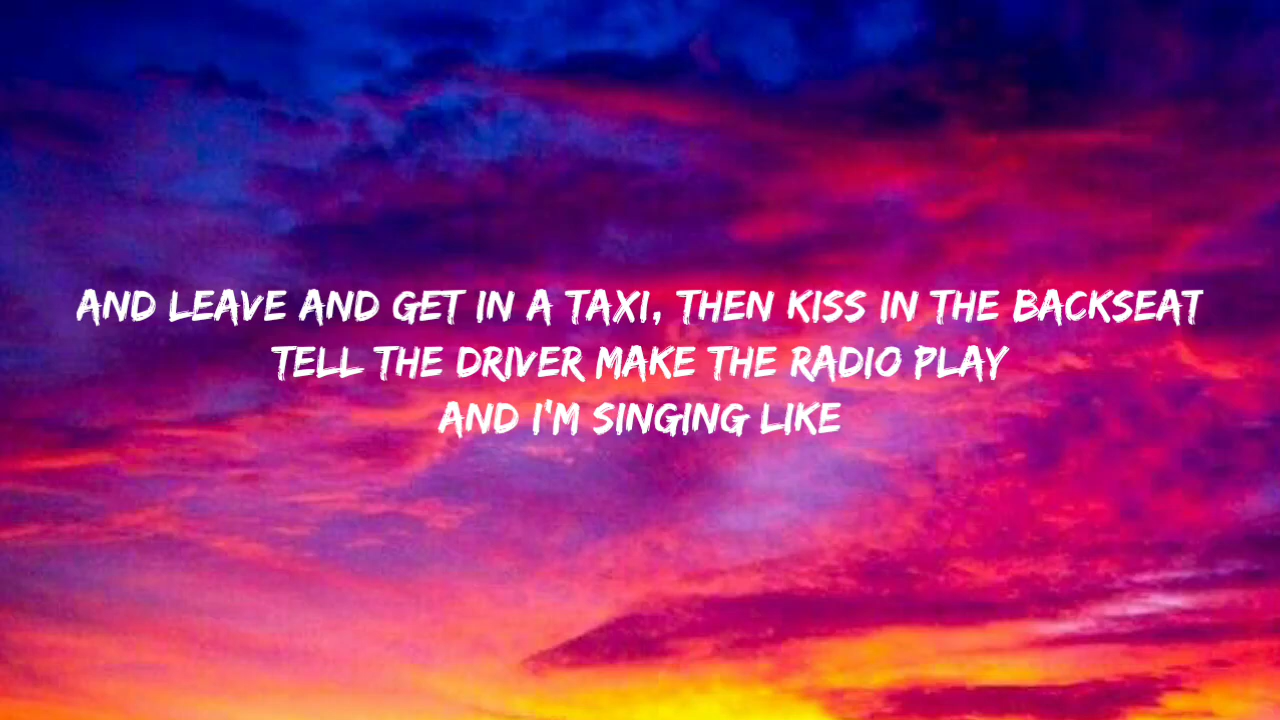 AND LEAVE AND GET IN A TAXI, THEN KISS IN THE BACKSEAT
TELL THE DRIVER MAKE THE RADIO PLAY
AND I'M SINGING LIKE